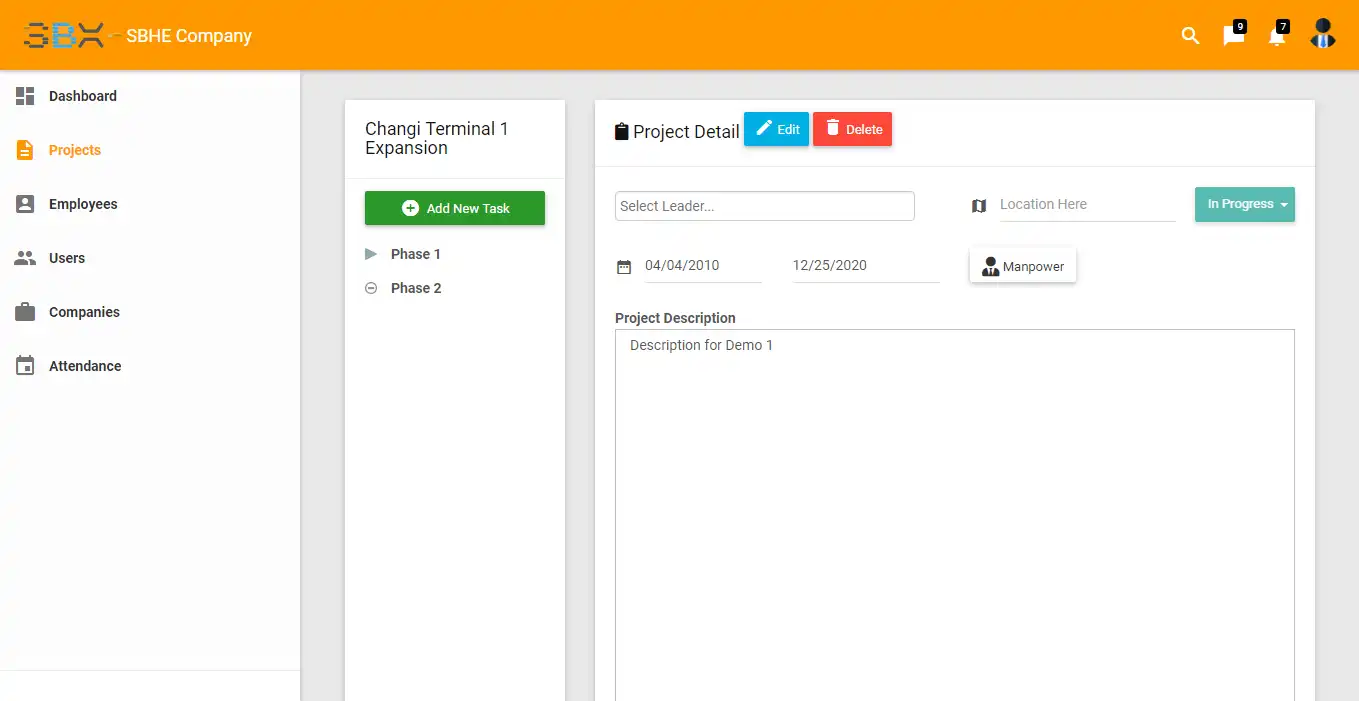 SBX SBHE Company
9
7
Dashboard
Projects
Employees
Users
Companies
Attendance
Changi Terminal 1
Expansion
Add New Task
Phase 1
Phase 2
Project Detail
Edit
Delete
Select Leader...
Location Here
In Progress
04/04/2010
12/25/2020
Manpower
Project Description
Description for Demo 1